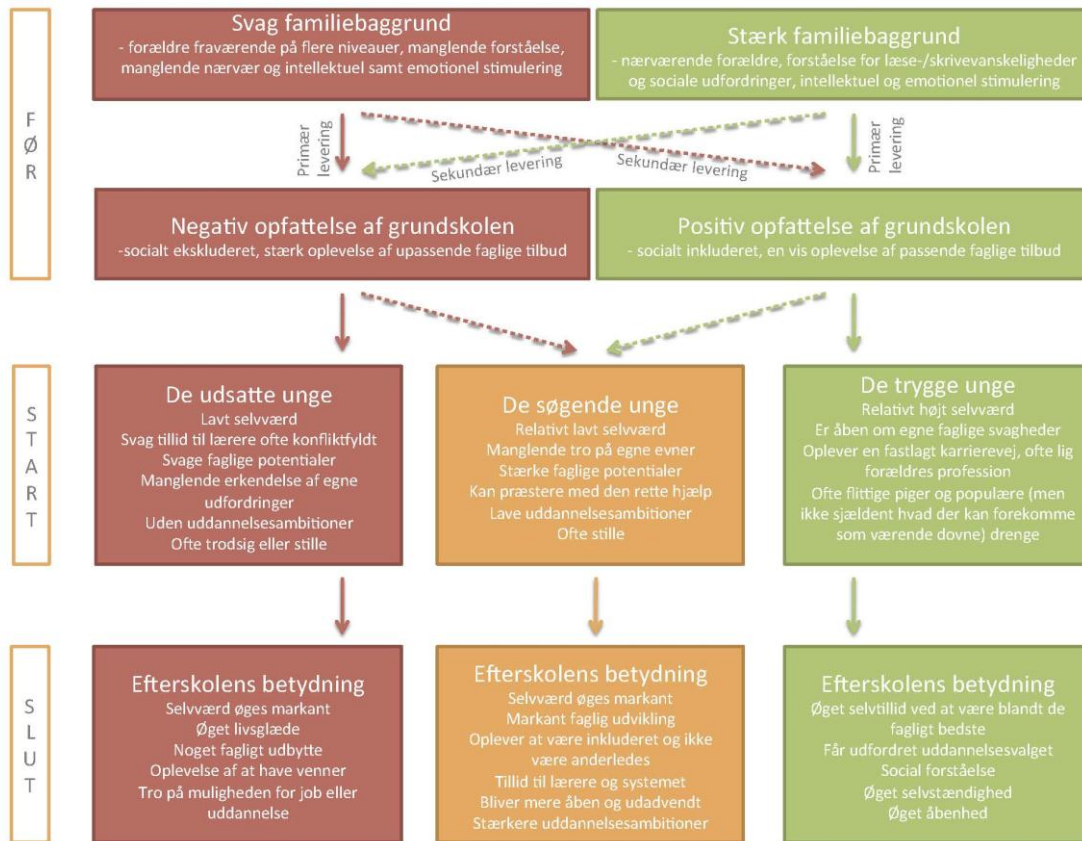 FØR
Svag familiebaggrund
- forældre fraværende på flere niveauer, manglende forståelse,
manglende nærvær og intellektuel samt emotionel stimulering
Stærk familiebaggrund
- nærværende forældre, forståelse for læse-/skrivevanskeligheder
og sociale udfordringer, intellektuel og emotionel stimulering
Primær
levering
Sekundær levering
Sekundær levering
Primær
levering
Negativ opfattelse af grundskolen
-socialt ekskluderet, stærk oplevelse af upassende faglige tilbud
Positiv opfattelse af grundskolen
- socialt inkluderet, en vis oplevelse af passende faglige tilbud
START
De udsatte unge
Lavt selvværd
Svag tillid til lærere ofte konfliktfyldt
Svage faglige potentialer
Manglende erkendelse af egne
udfordringer
Uden uddannelsesambitioner
Ofte trodsig eller stille
De søgende unge
Relativt lavt selvværd
Manglende tro på egne evner
Stærke faglige potentialer
Kan præstere med den rette hjælp
Lave uddannelsesambitioner
Ofte stille
De trygge unge
Relativt højt selvværd
Er åben om egne faglige svagheder
Oplever en fastlagt karrierevej, ofte lig
forældres profession
Ofte flittige piger og populære (men
ikke sjældent hvad der kan forekomme
som værende dovne) drenge
SLUT
Efterskolens betydning
Selvværd øges markant
Øget livsglæde
Noget fagligt udbytte
Oplevelse af at have venner
Tro på muligheden for job eller
uddannelse
Efterskolens betydning
Selvværd øges markant
Markant faglig udvikling
Oplever at være inkluderet og ikke
være anderledes
Tillid til lærere og systemet
Bliver mere åben og udadvendt
Stærkere uddannelsesambitioner
Efterskolens betydning
Øget selvtillid ved at være blandt de
fagligt bedste
Får udfordret uddannelsesvalget
Social forståelse
Øget selvstændighed
Øget åbenhed